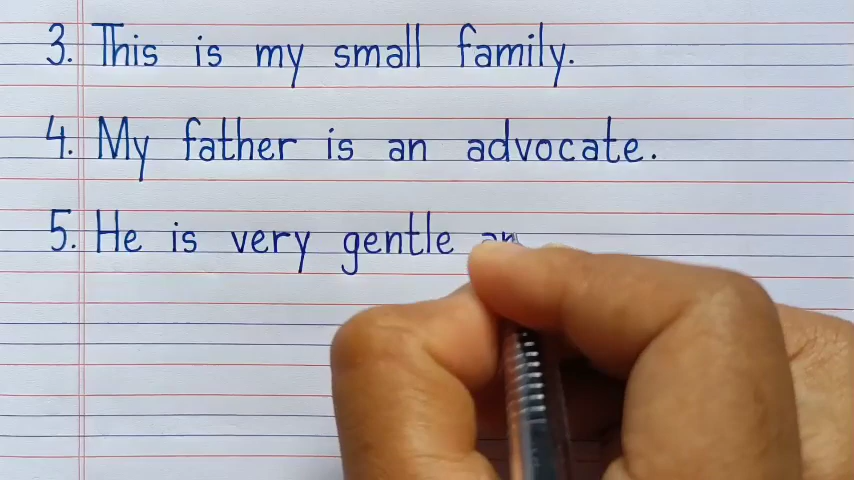 3. This is my small family.
4. My father is an advocate.
5. He is very gentle